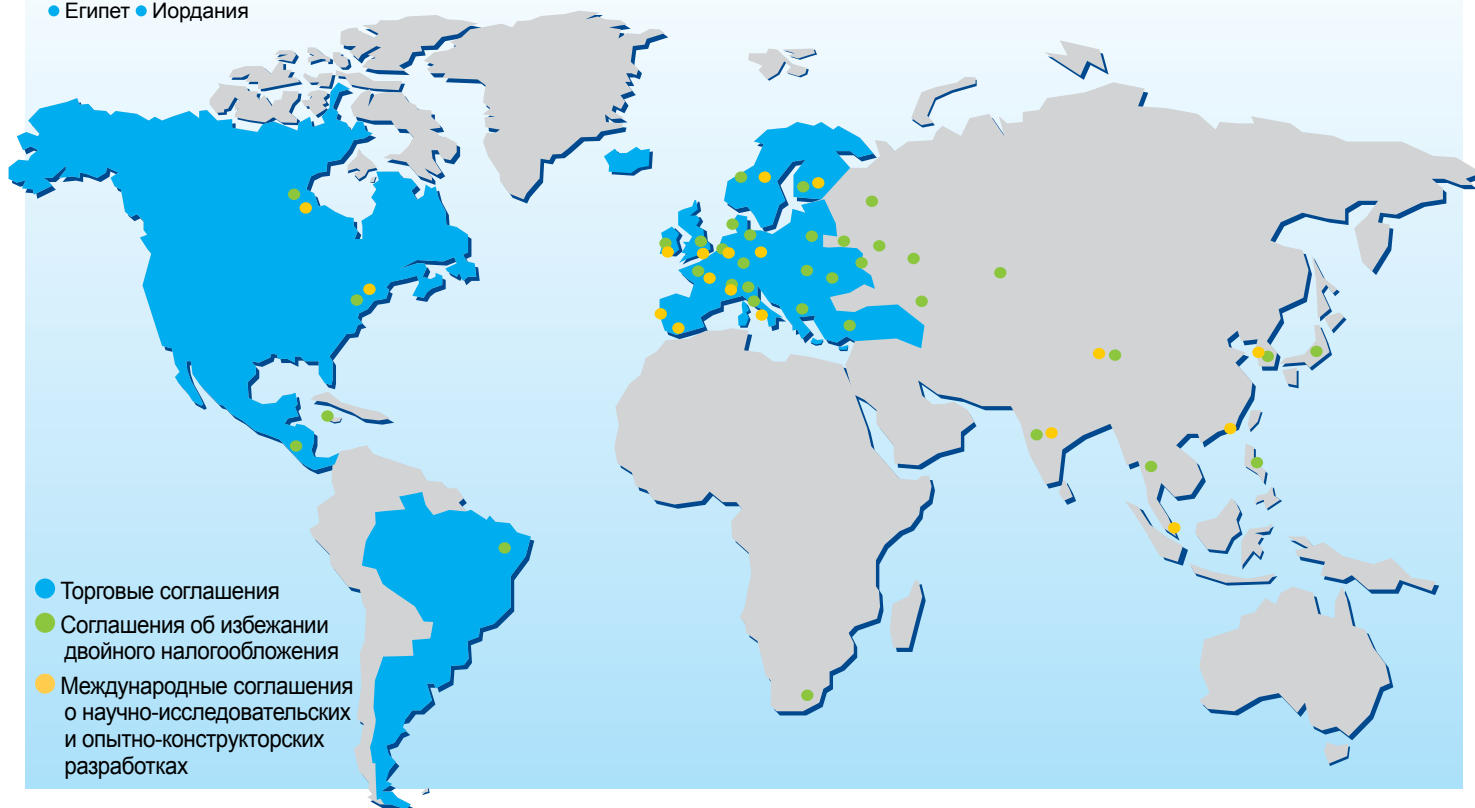 • Египет • Иордания
Торговые соглашения
Соглашения об избежании
двойного налогообложения
Международные соглашения
о научно-исследовательских
и опытно-конструкторских
разработках